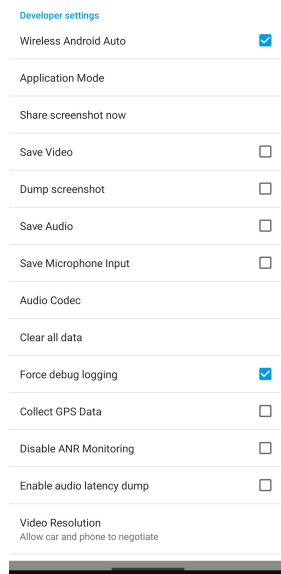 Developer settings
Wireless Android Auto
Application Mode
Share screenshot now
Save Video
Dump screenshot
Save Audio
Save Microphone Input
Audio Codec
Clear all data
Force debug logging
Collect GPS Data
Disable ANR Monitoring
Enable audio latency dump
Video Resolution
Allow car and phone to negotiate